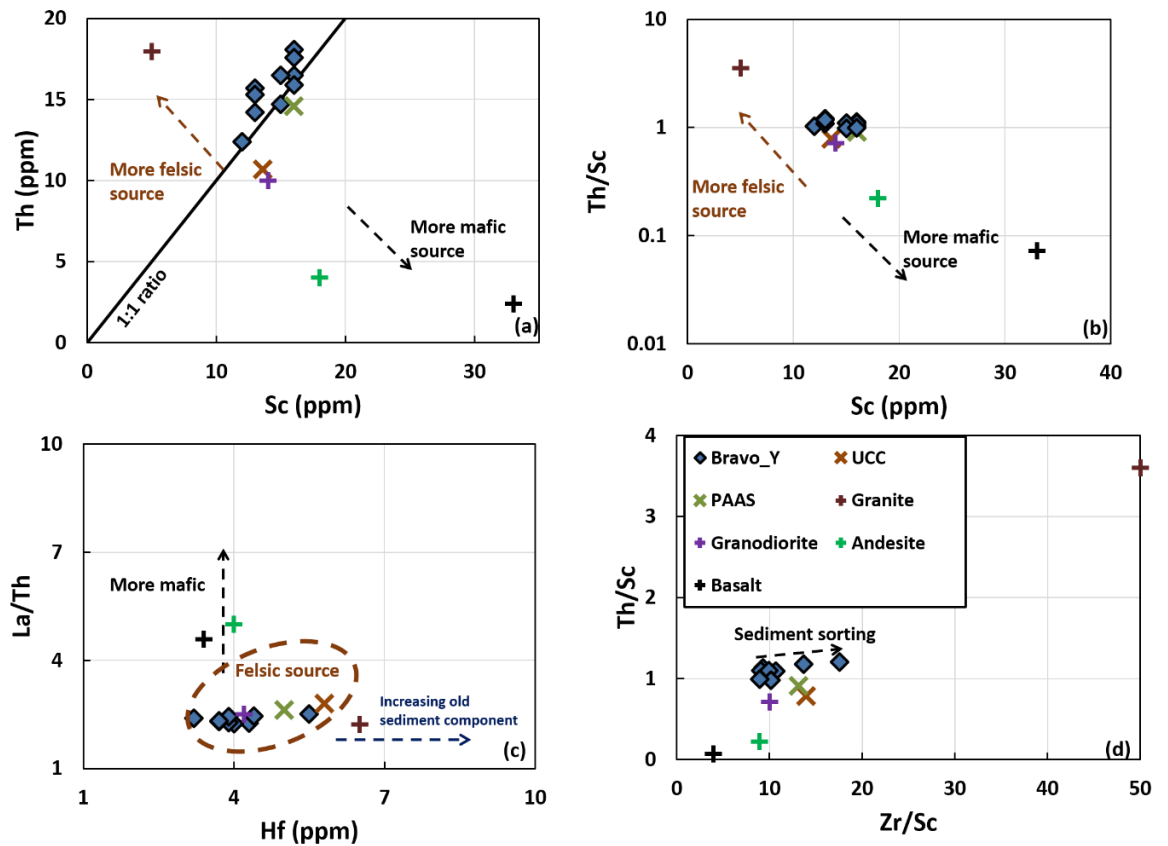 20
15
10
5
0
Th (ppm)
More felsic
source
More mafic
source
1:1 ratio
(a)
0
10
20
30
Sc (ppm)
10
1
0.1
0.01
Th/Sc
More felsic
source
More mafic
source
(b)
0
10
20
30
40
Sc (ppm)
10
7
4
1
La/Th
More mafic
Felsic source
Increasing old
sediment component
(c)
1
4
7
10
Hf (ppm)
4
3
2
1
0
Th/Sc
Bravo_Y
UCC
PAAS
Granite
Granodiorite
Andesite
Basalt
Sediment sorting
(d)
0
10
20
30
40
50
Zr/Sc